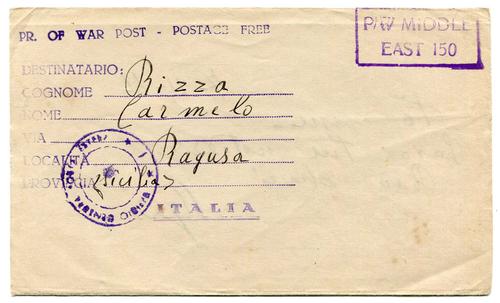 PR. OF WAR POST - POSTAGE FREE
P/W MIDDLE
EAST 150
DESTINATARIO:
COGNOME Rizza
NOME Carmelo
VIA
LOCALITÀ Ragusa
PROVINCIA (Sicilia)
ITALIA